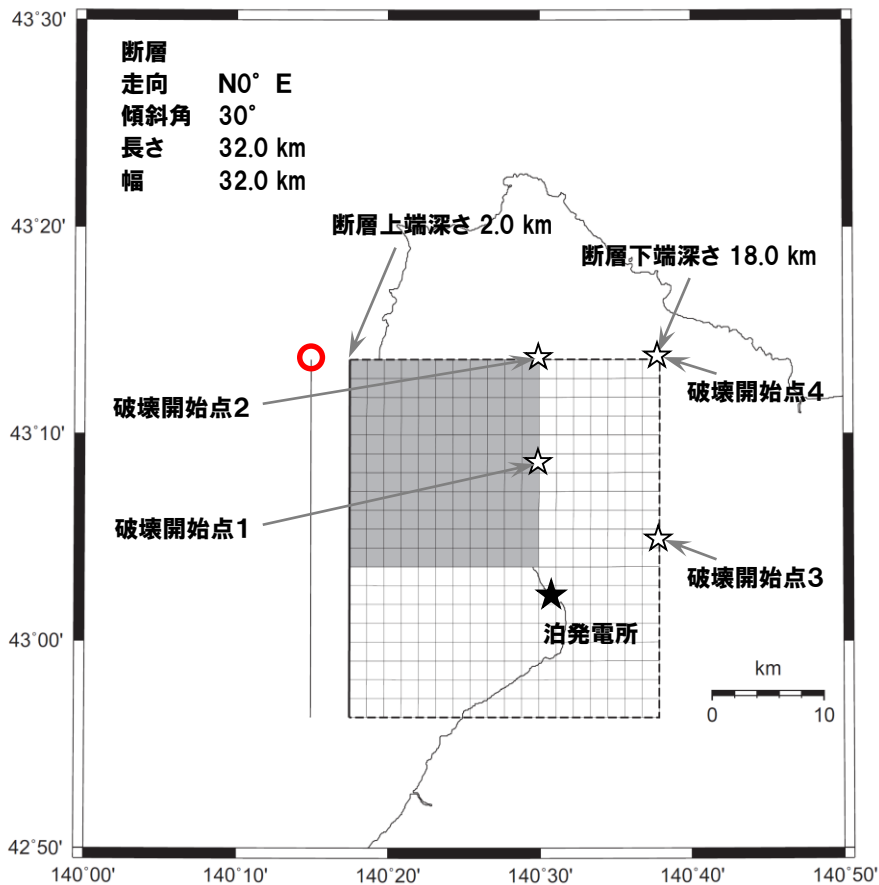 43°30'
断層
走向 N0° E
傾斜角 30°
長さ 32.0 km
幅 32.0 km
43°20'
断層上端深さ 2.0 km
断層下端深さ 18.0 km
破壊開始点2
破壊開始点4
43°10'
破壊開始点1
破壊開始点3
43°00'
泊発電所
km
0 10
42°50'
140°00' 140°10' 140°20' 140°30' 140°40' 140°50'